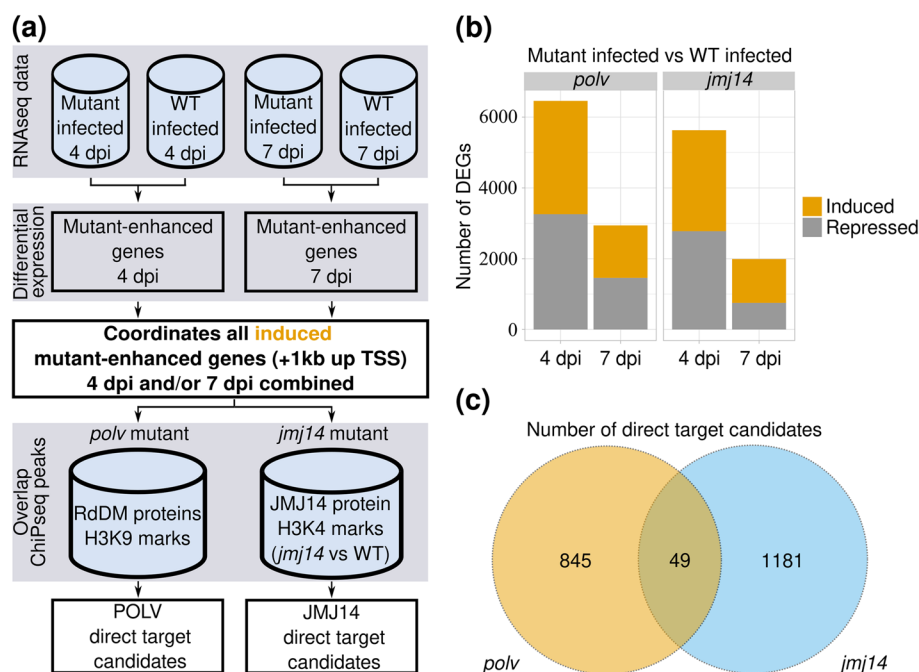 (a)
RNAseq data
Mutant
infected
4 dpi
WT
infected
4 dpi
Mutant
infected
7 dpi
WT
infected
7 dpi
Differential
expression
Mutant-enhanced
genes
4 dpi
Mutant-enhanced
genes
7 dpi
Coordinates all induced
mutant-enhanced genes (+1kb up TSS)
4 dpi and/or 7 dpi combined
Overlap
ChiPseq peaks
polv mutant
RdDM proteins
H3K9 marks
jmj14 mutant
JMJ14 protein
H3K4 marks
(jmj14 vs WT)
POLV
direct target
candidates
JMJ14
direct target
candidates
(b)
Mutant infected vs WT infected
polv
jmj14
Number of DEGs
6000
4000
2000
0
4 dpi
7 dpi
4 dpi
7 dpi
Induced
Repressed
(c)
Number of direct target candidates
845
49
1181
polv
jmj14